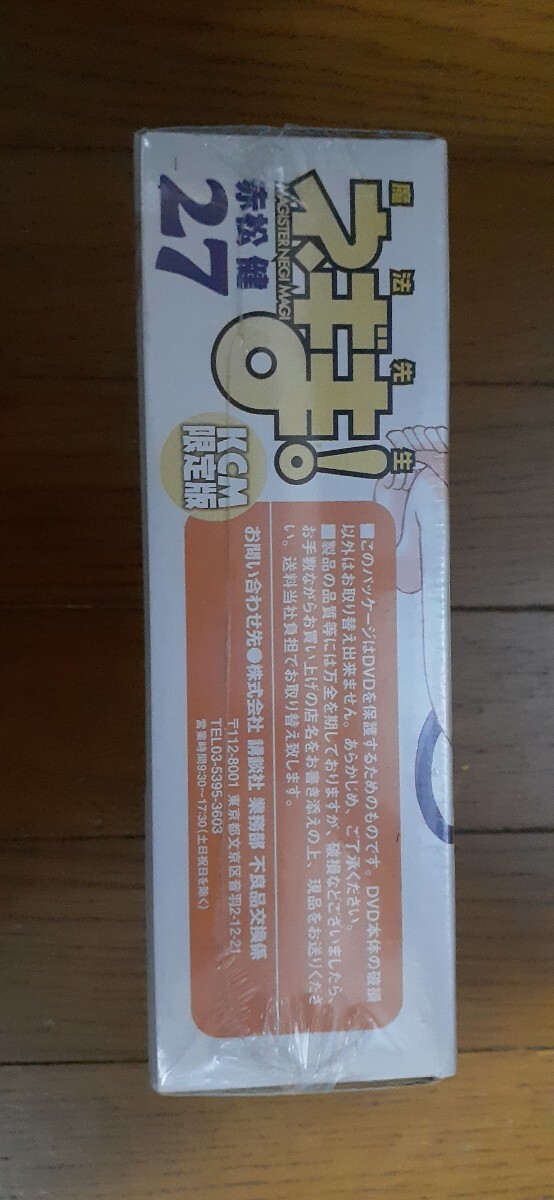 魔法先生
ネギま!
MAGISTER NEGI MAGI
赤松 健
27
KCM
限定版
■このパッケージはDVDを保護するためのものです。DVD本体の破損
以外はお取り替え出来ません。あらかじめ、ご了承ください。
■製品の品質等には万全を期しておりますが、破損などございましたら、
お手数ながらお買い上げの店名をお書き添えの上、現品をお送りくださ
い。送料当社負担でお取り替え致します。
お問い合わせ先●株式会社 講談社 業務部 不良品交換係
〒112-8001 東京都文京区音羽2-12-21
TEL03-5395-3603
営業時間9:30〜17:30(土日祝日を除く)